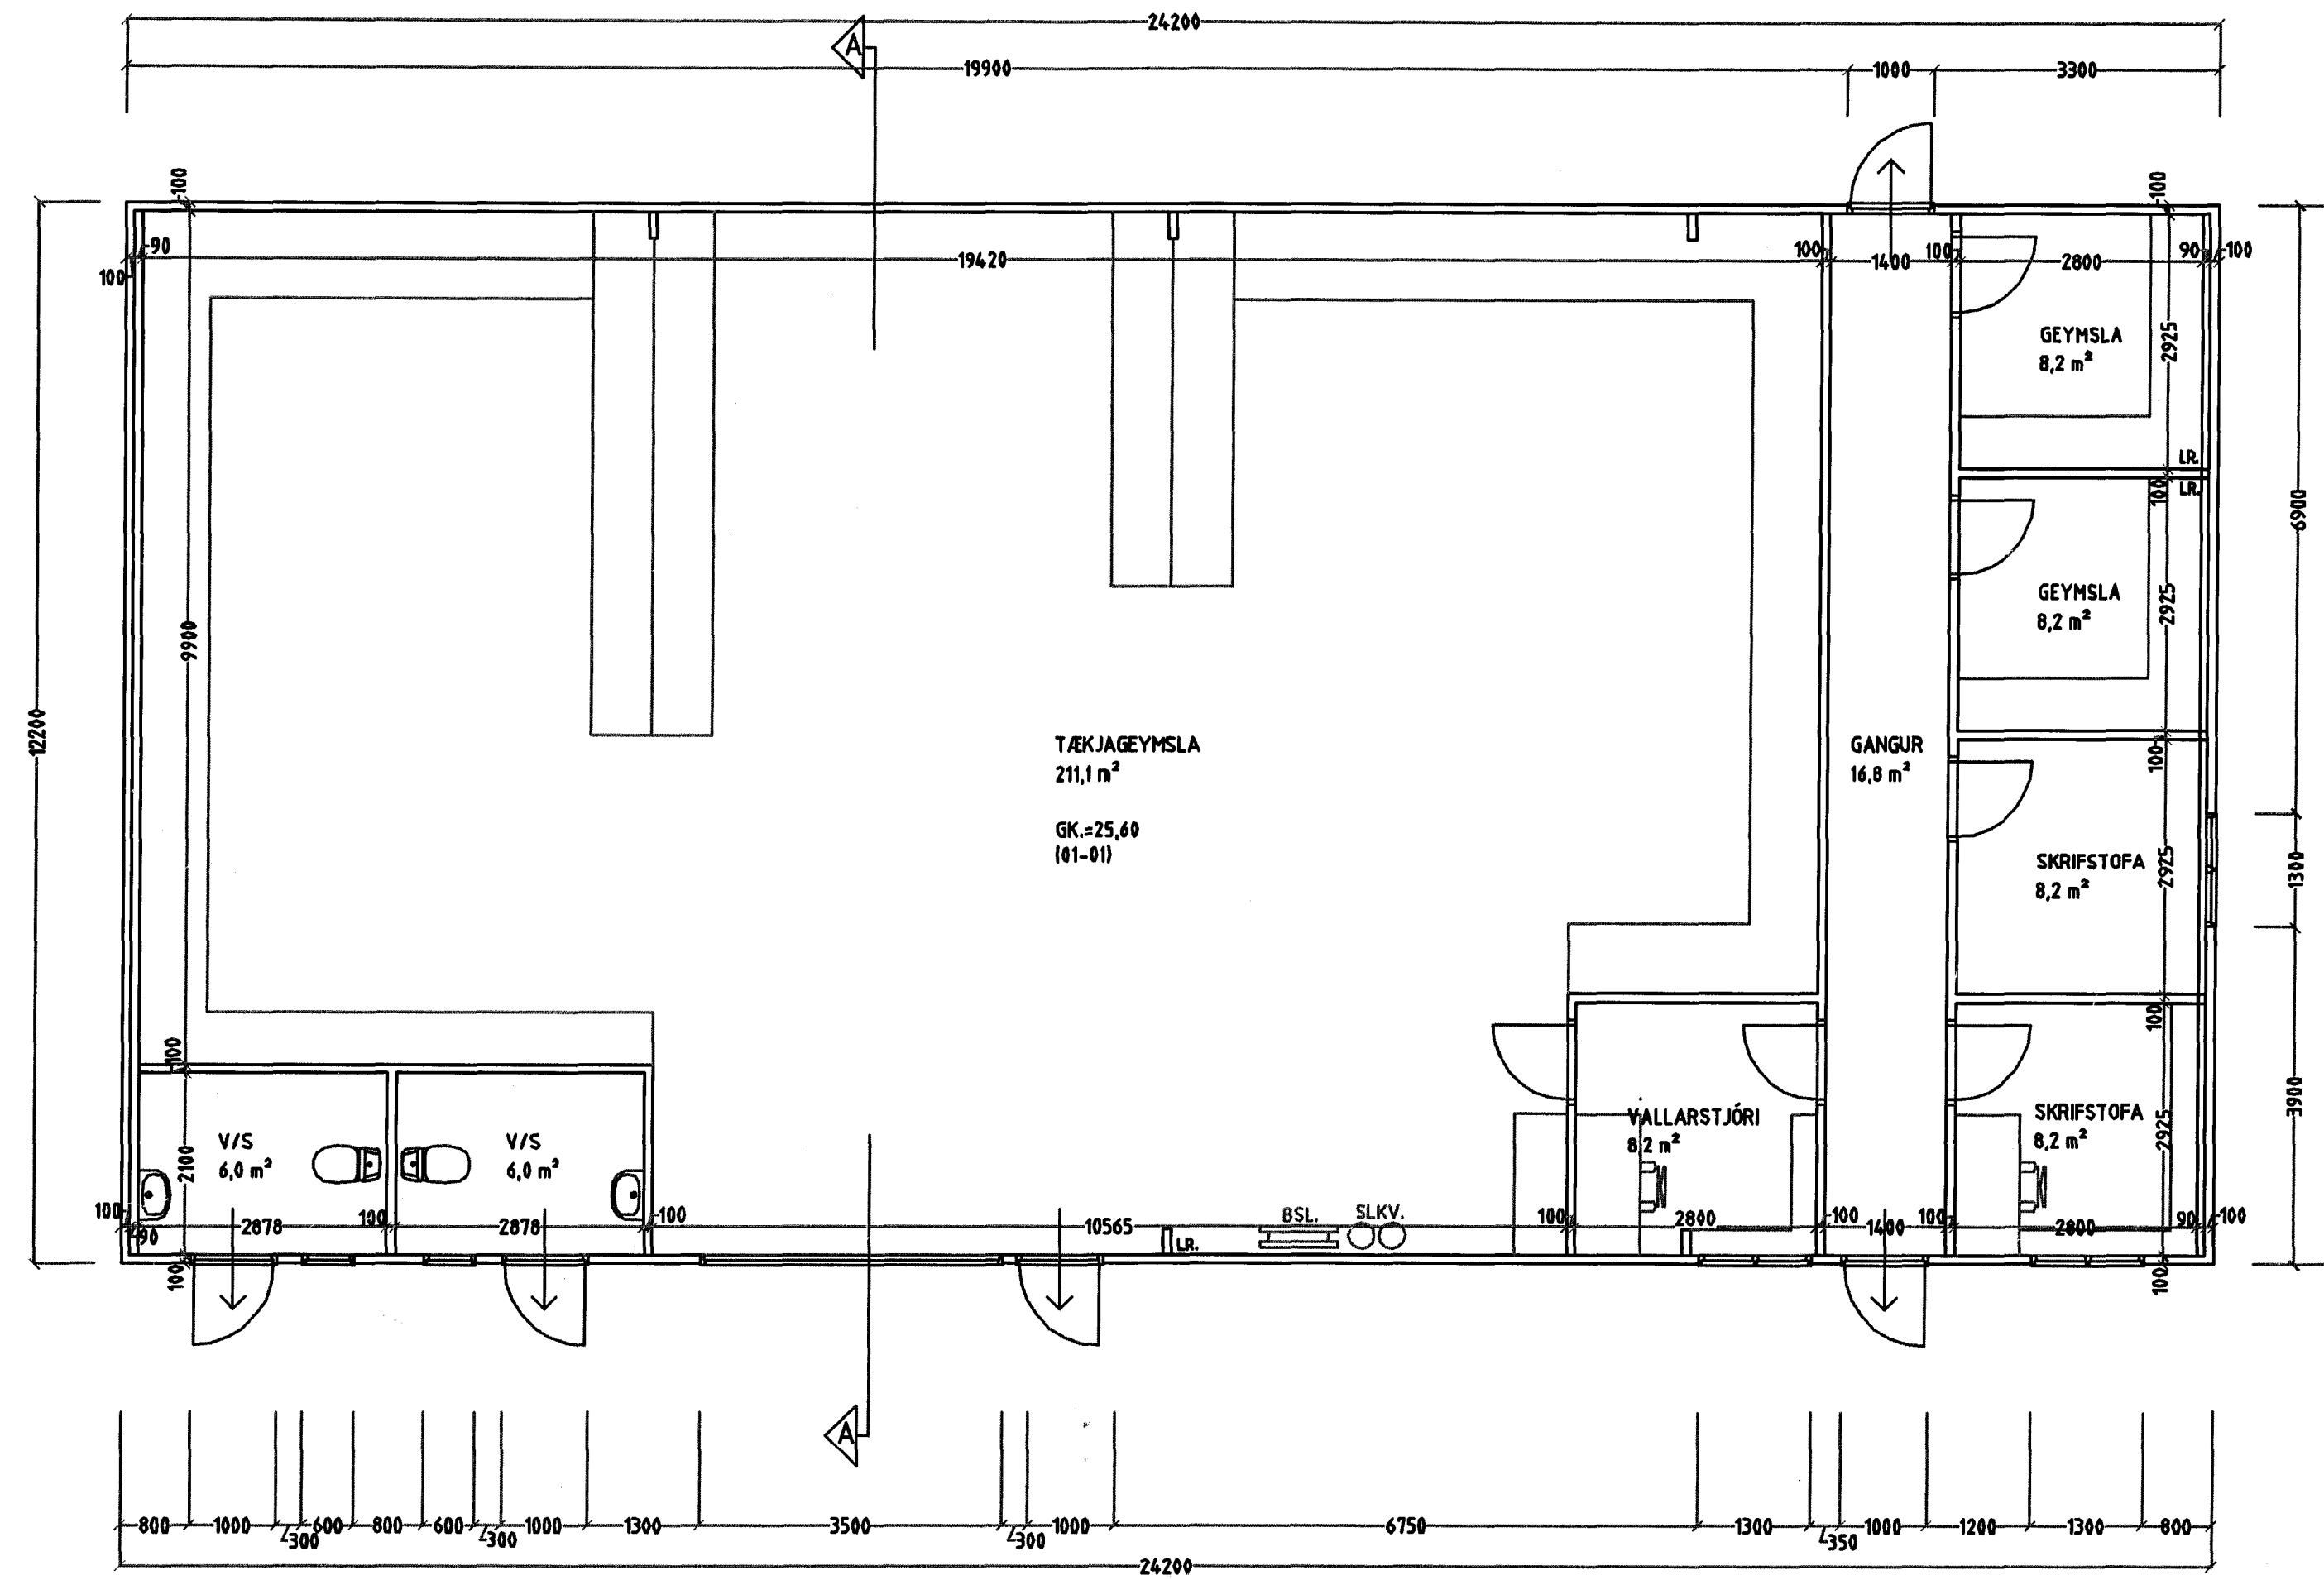 24200
A
19900
1000
3300
100
100
90
100
19420
100
1400
100
2800
90
100
GEYMSLA
8,2 m²
2925
LR.
LR.
100
6900
GEYMSLA
8,2 m²
2925
9900
12200
TÆKJAGEYMSLA
211,1 m²
GK.=25,60
(01-01)
GANGUR
16,8 m²
100
SKRIFSTOFA
8,2 m²
2925
1300
100
100
V/S
6,0 m²
V/S
6,0 m²
2100
VALLARSTJÓRI
8,2 m²
SKRIFSTOFA
8,2 m²
2925
3900
100
90
2878
100
2878
100
10565
LR.
BSL.
SLKV.
100
2800
100
1400
100
2800
90
100
100
100
A
800
1000
300
600
800
600
300
1000
1300
3500
300
1000
6750
1300
350
1000
1200
1300
800
24200